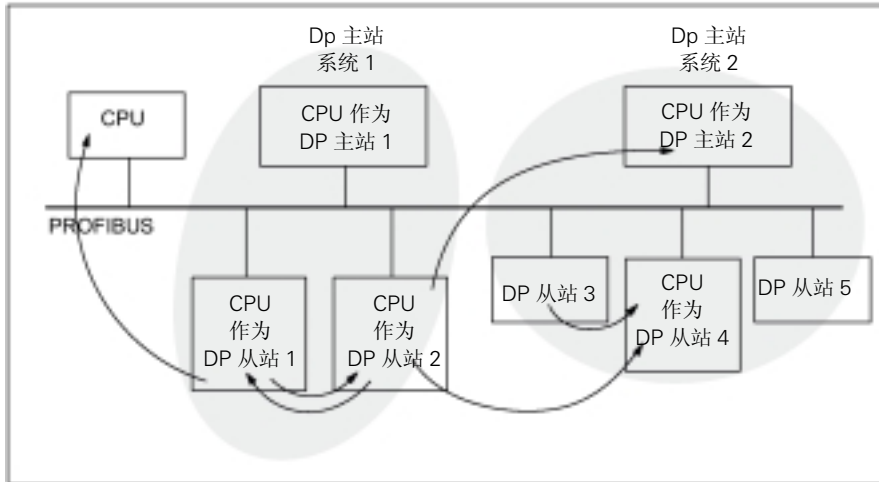 Dp 主站
系统 1
Dp 主站
系统 2
CPU
CPU 作为
DP 主站 1
CPU 作为
DP 主站 2
PROFIBUS
CPU
作为
DP 从站 1
CPU
作为
DP 从站 2
DP 从站 3
CPU
作为
DP 从站 4
DP 从站 5